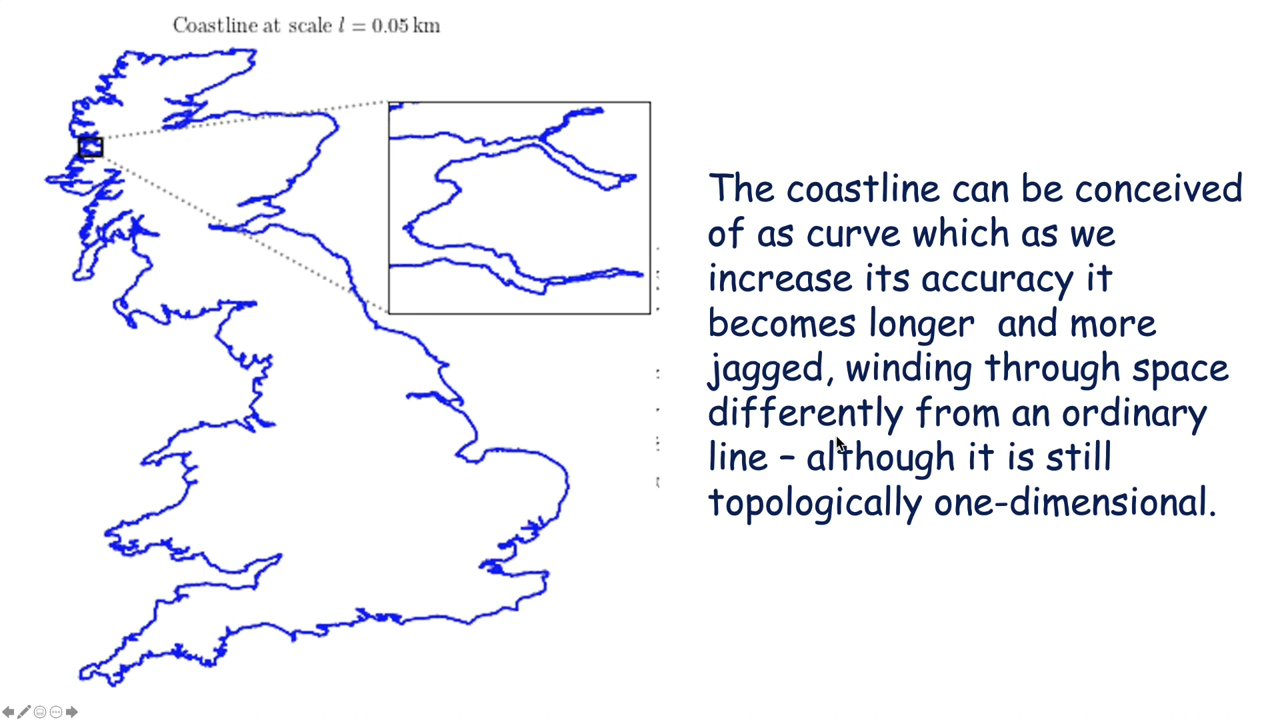 Coastline at scale l = 0.05 km
The coastline can be conceived
of as curve which as we
increase its accuracy it
becomes longer  and more
jagged, winding through space
differently from an ordinary
line – although it is still
topologically one-dimensional.